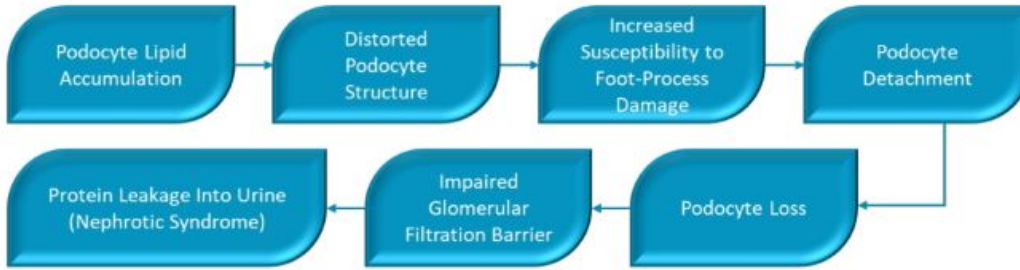 Podocyte Lipid
Accumulation
Distorted
Podocyte
Structure
Increased
Susceptibility to
Foot-Process
Damage
Podocyte
Detachment
Podocyte Loss
Impaired
Glomerular
Filtration Barrier
Protein Leakage Into Urine
(Nephrotic Syndrome)